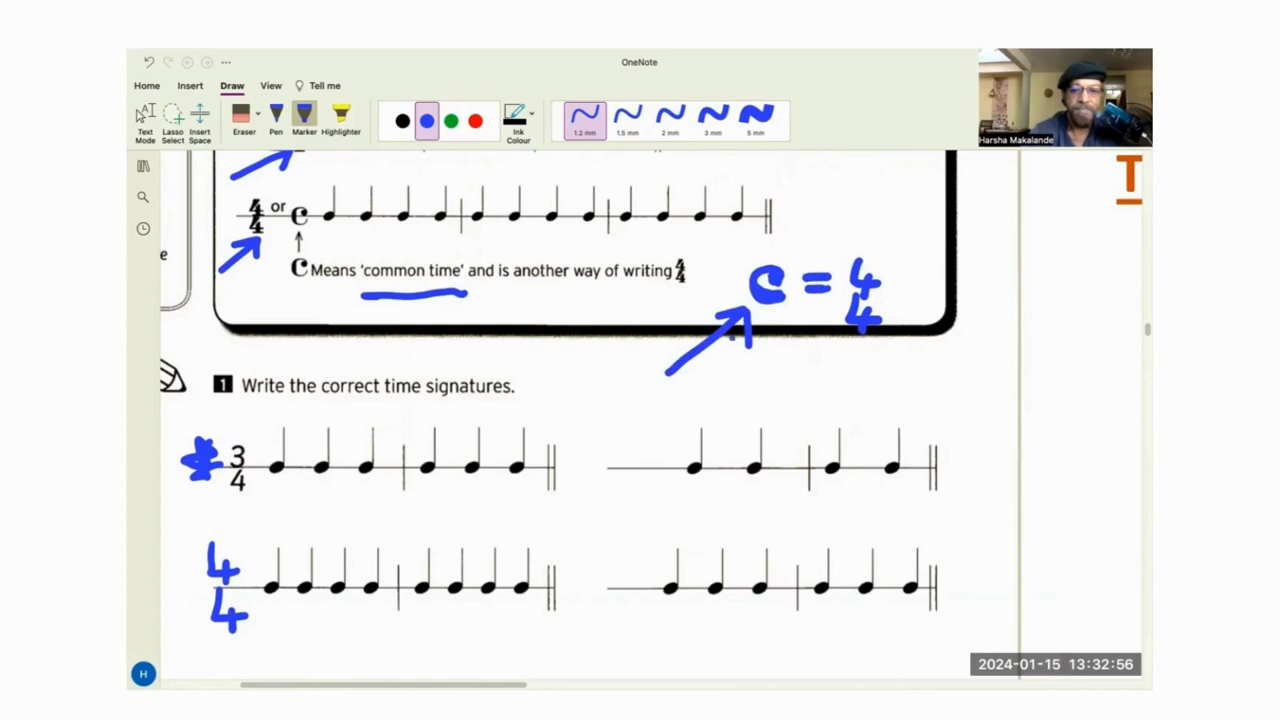 OneNote
Home Insert Draw View Tell me
Text Mode
Lasso Select
Insert Space
Eraser
Pen
Marker
Highlighter
Ink Colour
1.2 mm
1.5 mm
2 mm
3 mm
5 mm
Harsha Makalande
T
4/4 or C
e
C Means 'common time' and is another way of writing 4/4
C = 4/4
1 Write the correct time signatures.
3
4
4
4
H
2024-01-15 13:32:56